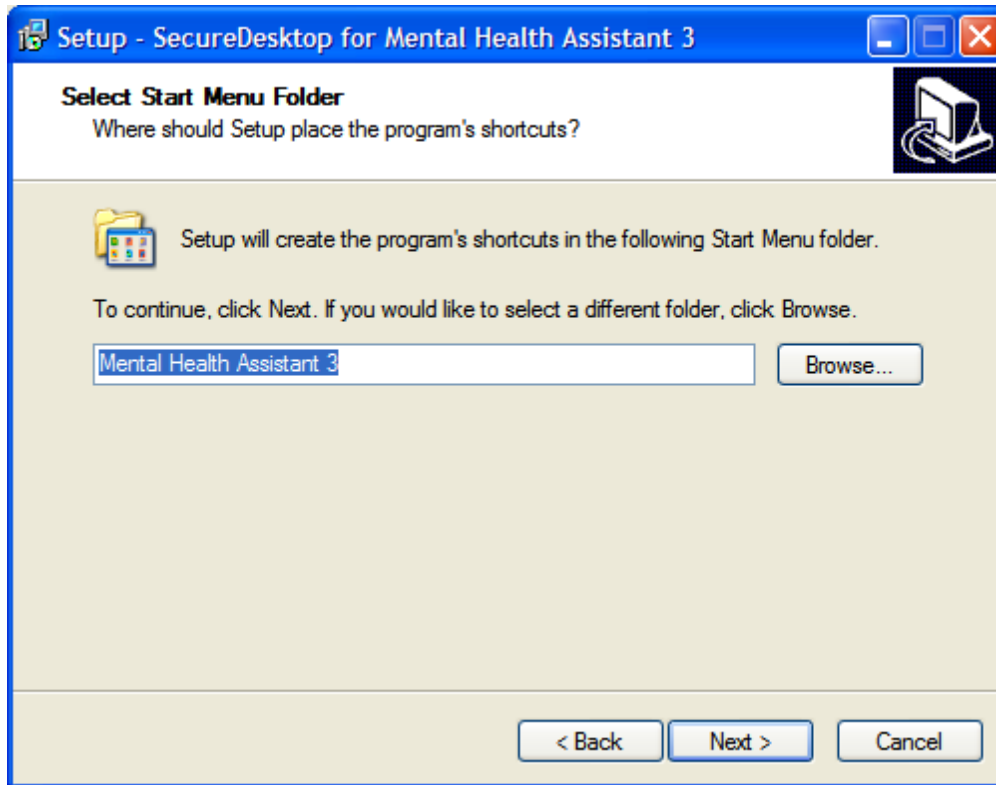 Setup - SecureDesktop for Mental Health Assistant 3
Select Start Menu Folder
Where should Setup place the program's shortcuts?
Setup will create the program's shortcuts in the following Start Menu folder.
To continue, click Next. If you would like to select a different folder, click Browse.
Mental Health Assistant 3
Browse...
< Back
Next >
Cancel